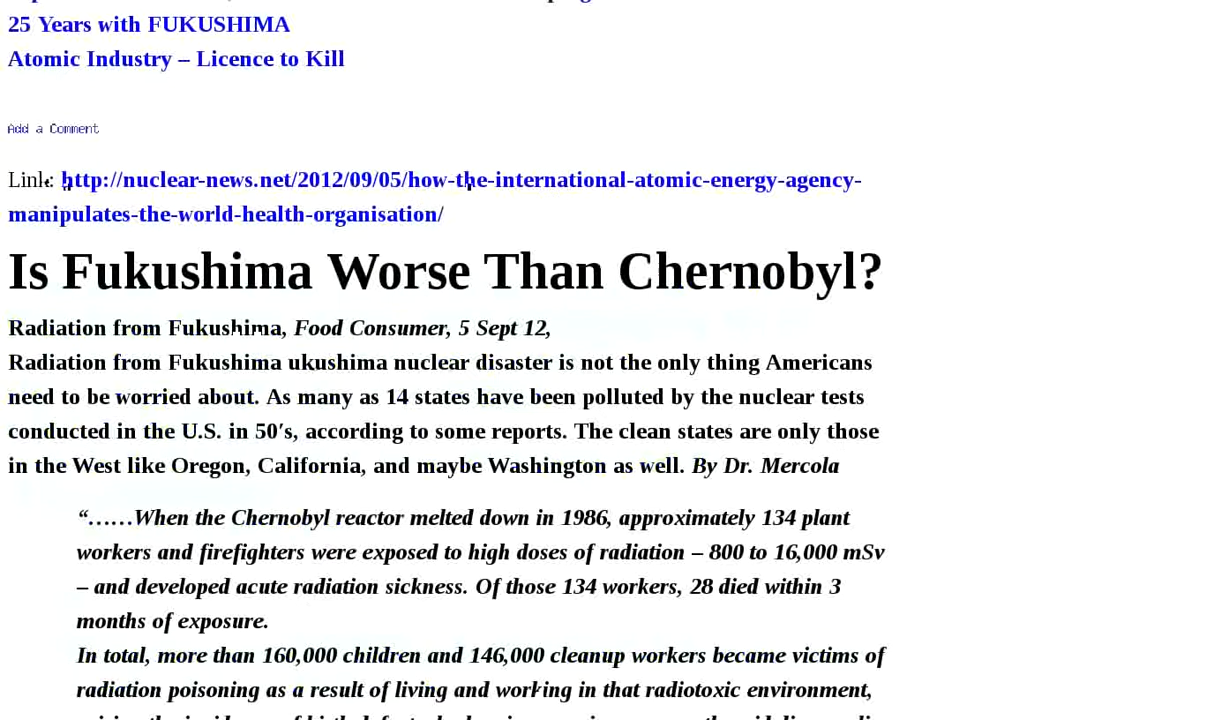 25 Years with FUKUSHIMA
Atomic Industry – Licence to Kill
Add a Comment
Link: http://nuclear-news.net/2012/09/05/how-the-international-atomic-energy-agency-
manipulates-the-world-health-organisation/
Is Fukushima Worse Than Chernobyl?
Radiation from Fukushima, Food Consumer, 5 Sept 12,
Radiation from Fukushima ukushima nuclear disaster is not the only thing Americans
need to be worried about. As many as 14 states have been polluted by the nuclear tests
conducted in the U.S. in 50′s, according to some reports. The clean states are only those
in the West like Oregon, California, and maybe Washington as well. By Dr. Mercola
“……When the Chernobyl reactor melted down in 1986, approximately 134 plant
workers and firefighters were exposed to high doses of radiation – 800 to 16,000 mSv
– and developed acute radiation sickness. Of those 134 workers, 28 died within 3
months of exposure.
In total, more than 160,000 children and 146,000 cleanup workers became victims of
radiation poisoning as a result of living and working in that radiotoxic environment,